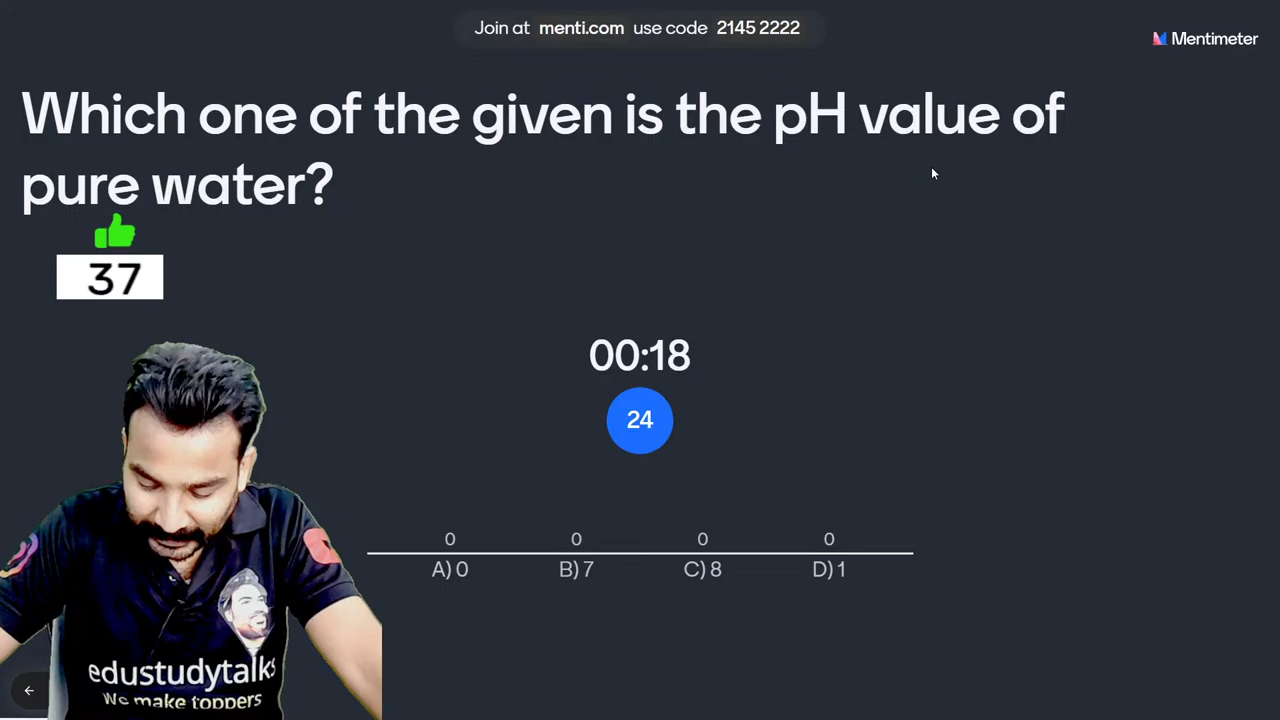 Join at menti.com use code 2145 2222
Mentimeter
Which one of the given is the pH value of
pure water?
37
00:18
24
0 0 0 0
A) 0 B) 7 C) 8 D) 1
edustudytalks
We make toppers